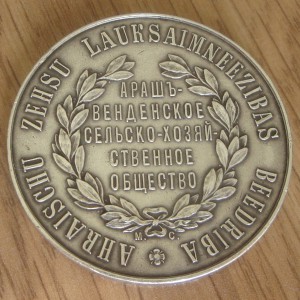 AHRAISCHU ZEHSU LAUKSAIMNEEZIBAS BEEDRIBA
АРАШЪ-
ВЕНДЕНСКОЕ
СЕЛЬСКО-ХОЗЯЙ-
СТВЕННОЕ
ОБЩЕСТВО
M. C.